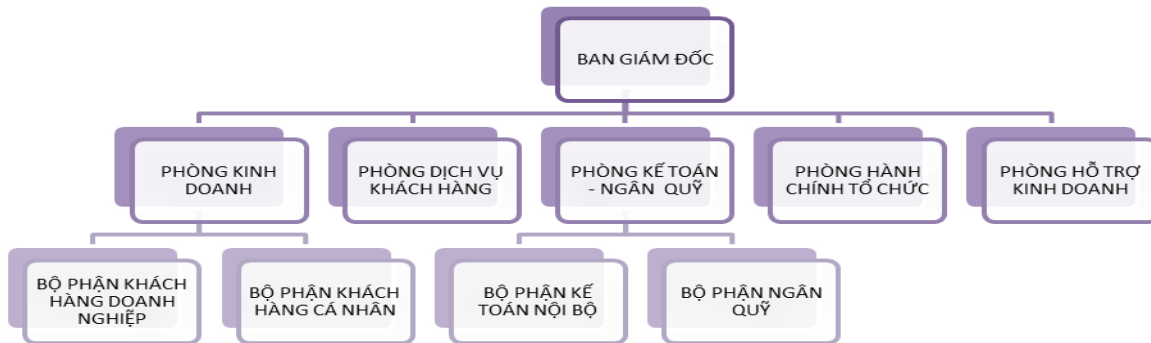 BAN GIÁM ĐỐC
PHÒNG KINH
DOANH
PHÒNG DỊCH VỤ
KHÁCH HÀNG
PHÒNG KẾ TOÁN
- NGÂN QUỸ
PHÒNG HÀNH
CHÍNH TỔ CHỨC
PHÒNG HỖ TRỢ
KINH DOANH
BỘ PHẬN KHÁCH
HÀNG DOANH
NGHIỆP
BỘ PHẬN KHÁCH
HÀNG CÁ NHÂN
BỘ PHẬN KẾ
TOÁN NỘI BỘ
BỘ PHẬN NGÂN
QUỸ